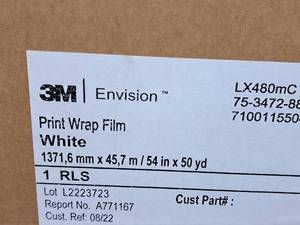 3M Envision™
LX480mC
75-3472-88
710011550
Print Wrap Film
White
1371,6 mm x 45,7 m / 54 in x 50 yd
1 RLS
Lot L2223723
Report No. A771167
Cust. Ref: 08/22
Cust Part#: